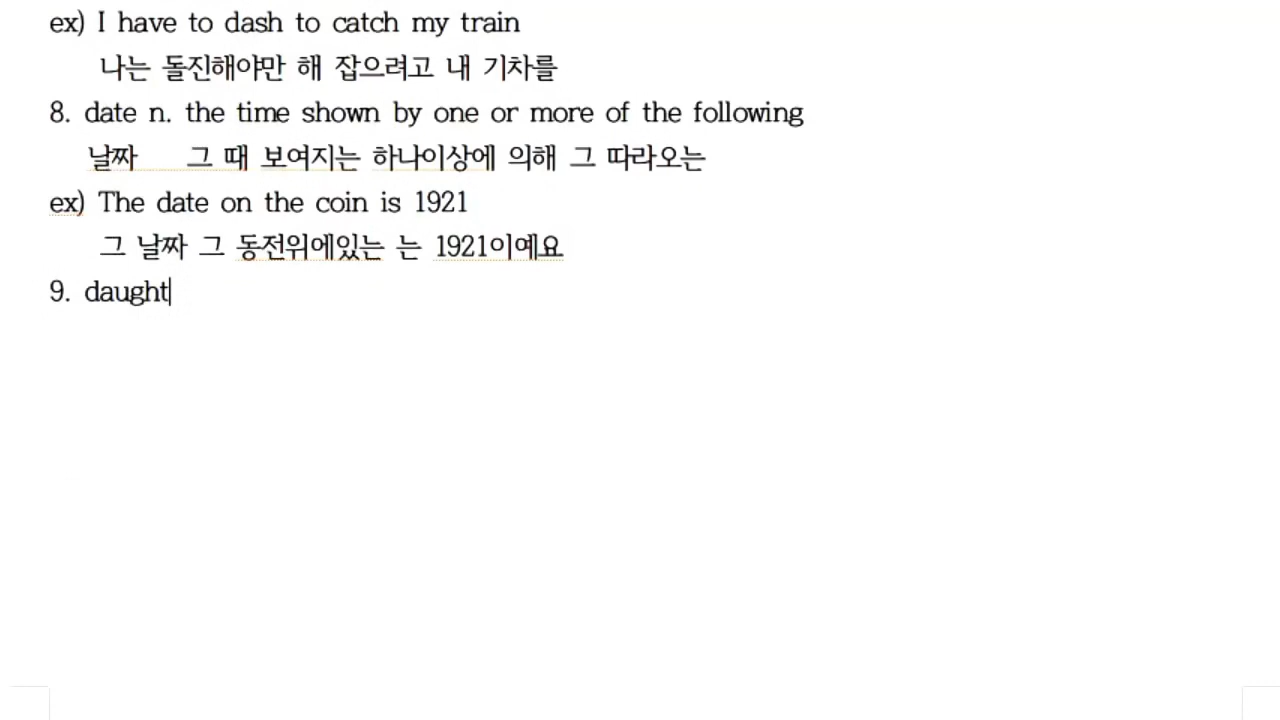 ex) I have to dash to catch my train
나는 돌진해야만 해 잡으려고 내 기차를
8. date n. the time shown by one or more of the following
날짜 그 때 보여지는 하나이상에 의해 그 따라오는
ex) The date on the coin is 1921
그 날짜 그 동전위에있는 는 1921이예요
9. daught